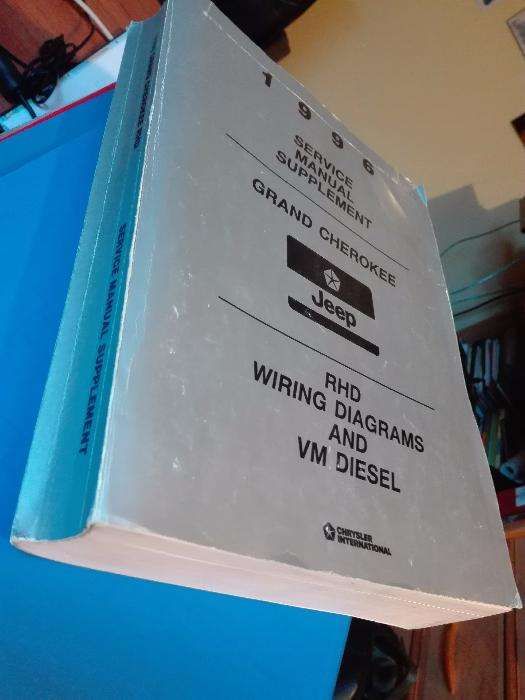 1996
SERVICE
MANUAL
SUPPLEMENT
GRAND CHEROKEE
Jeep
RHD
WIRING DIAGRAMS
AND
VM DIESEL
CHRYSLER
INTERNATIONAL
SERVICE MANUAL SUPPLEMENT